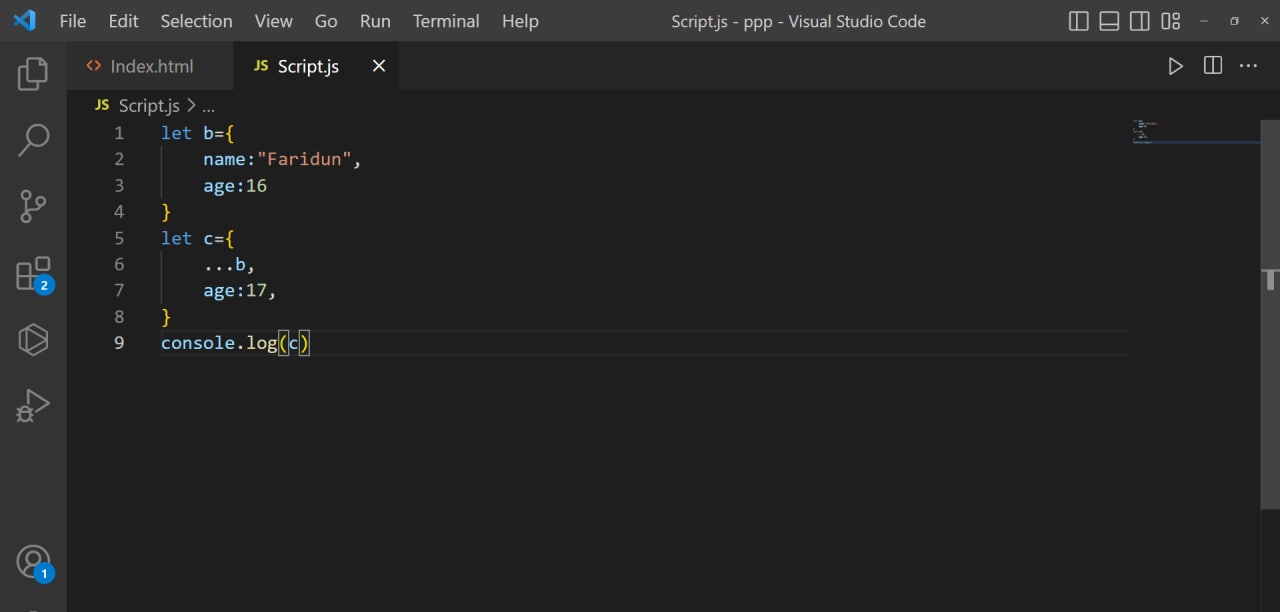 File Edit Selection View Go Run Terminal Help Script.js - ppp - Visual Studio Code
<> Index.html JS Script.js
JS Script.js > ...
1 let b={
2     name:"Faridun",
3     age:16
4 }
5 let c={
6     ...b,
7     age:17,
8 }
9 console.log(c)
2
1